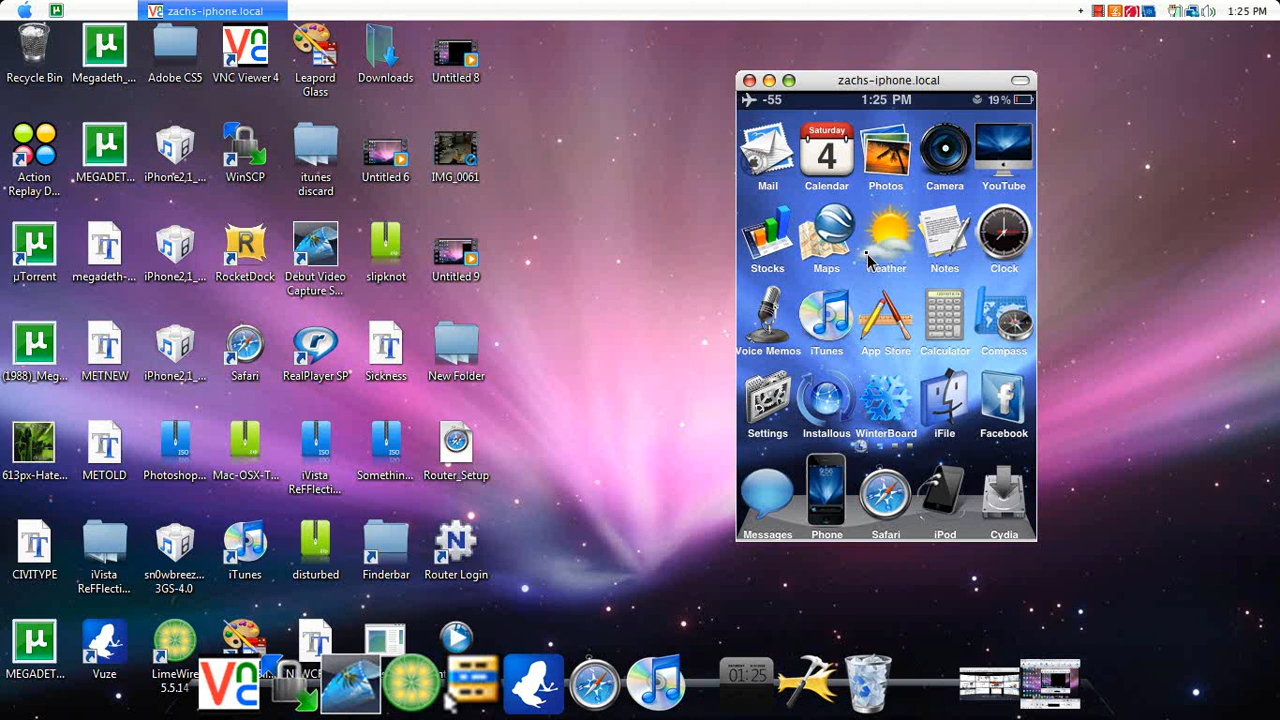 zachs-iphone.local
1:25 PM
Recycle Bin
Megadeth_...
Adobe CS5
VNC Viewer 4
Leapord
Glass
Downloads
Untitled 8
Action
Replay D...
MEGADET...
iPhone2,1_...
WinSCP
itunes
discard
Untitled 6
IMG_0061
µTorrent
megadeth-...
iPhone2,1_...
RocketDock
Debut Video
Capture S...
slipknot
Untitled 9
(1988)_Meg...
METNEW
iPhone2,1_...
Safari
RealPlayer SP
Sickness
New Folder
613px-Hate...
METOLD
Photoshop...
Mac-OSX-T...
iVista
ReFFlecti...
Somethin...
Router_Setup
CIVITYPE
iVista
ReFFlecti...
sn0wbreez...
3GS-4.0
iTunes
disturbed
Finderbar
Router Login
MEGADET...
Vuze
LimeWire
5.5.14
01:25
zachs-iphone.local
-55
1:25 PM
19%
Saturday
4
Mail
Calendar
Photos
Camera
YouTube
Stocks
Maps
Weather
Notes
Clock
Voice Memos
iTunes
App Store
Calculator
Compass
Settings
Installous
WinterBoard
iFile
Facebook
Messages
Phone
Safari
iPod
Cydia